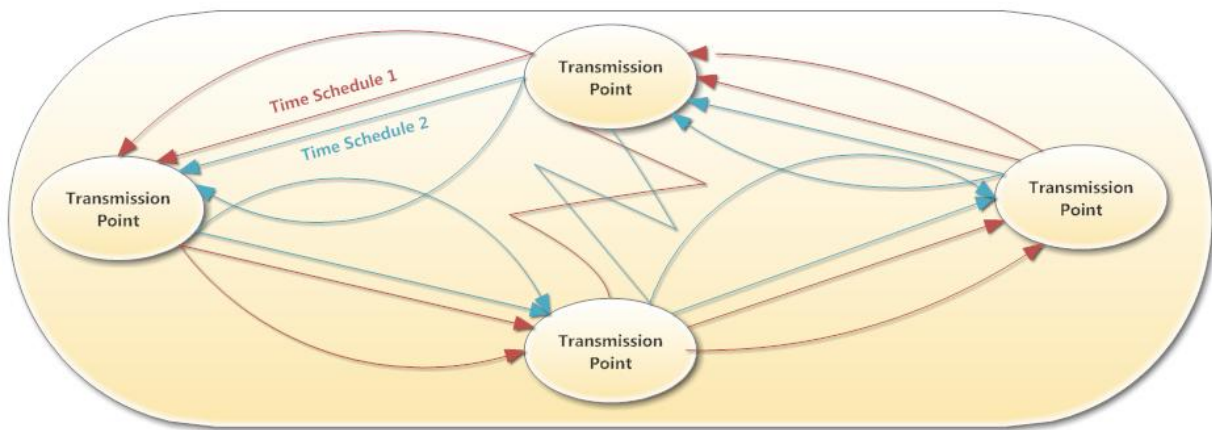 Transmission
Point
Time Schedule 1
Time Schedule 2
Transmission
Point
Transmission
Point
Transmission
Point